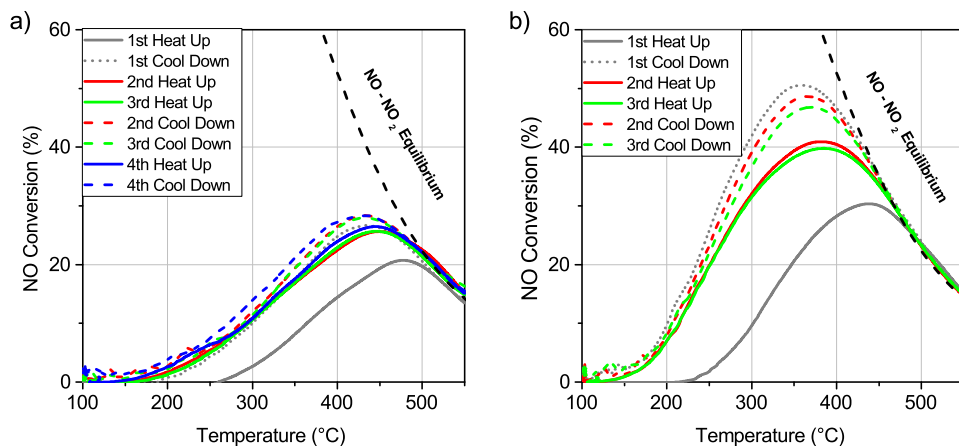 a)
60
40
20
0
NO Conversion (%)
1st Heat Up
1st Cool Down
2nd Heat Up
3rd Heat Up
2nd Cool Down
3rd Cool Down
4th Heat Up
4th Cool Down
NO - NO2 Equilibrium
100 200 300 400 500
Temperature (°C)
b)
60
40
20
0
NO Conversion (%)
1st Heat Up
1st Cool Down
2nd Heat Up
3rd Heat Up
2nd Cool Down
3rd Cool Down
NO - NO2 Equilibrium
100 200 300 400 500
Temperature (°C)